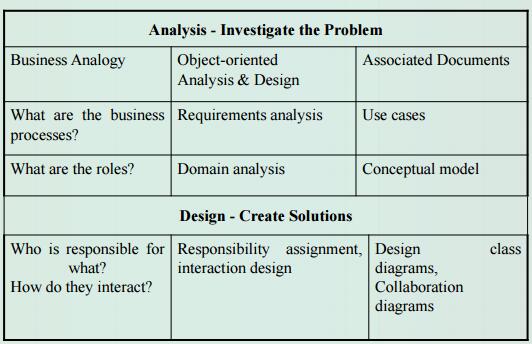 Analysis - Investigate the Problem
Business Analogy
Object-oriented
Analysis & Design
Associated Documents
What are the business
processes?
Requirements analysis
Use cases
What are the roles?
Domain analysis
Conceptual model
Design - Create Solutions
Who is responsible for
what?
How do they interact?
Responsibility assignment,
interaction design
Design class
diagrams,
Collaboration
diagrams